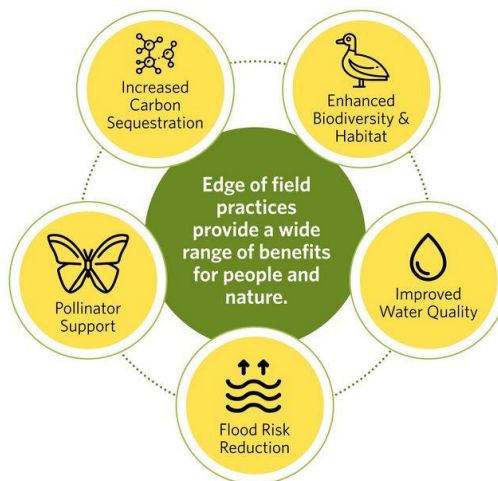 Increased
Carbon
Sequestration
Enhanced
Biodiversity &
Habitat
Edge of field
practices
provide a wide
range of benefits
for people and
nature.
Pollinator
Support
Improved
Water Quality
Flood Risk
Reduction